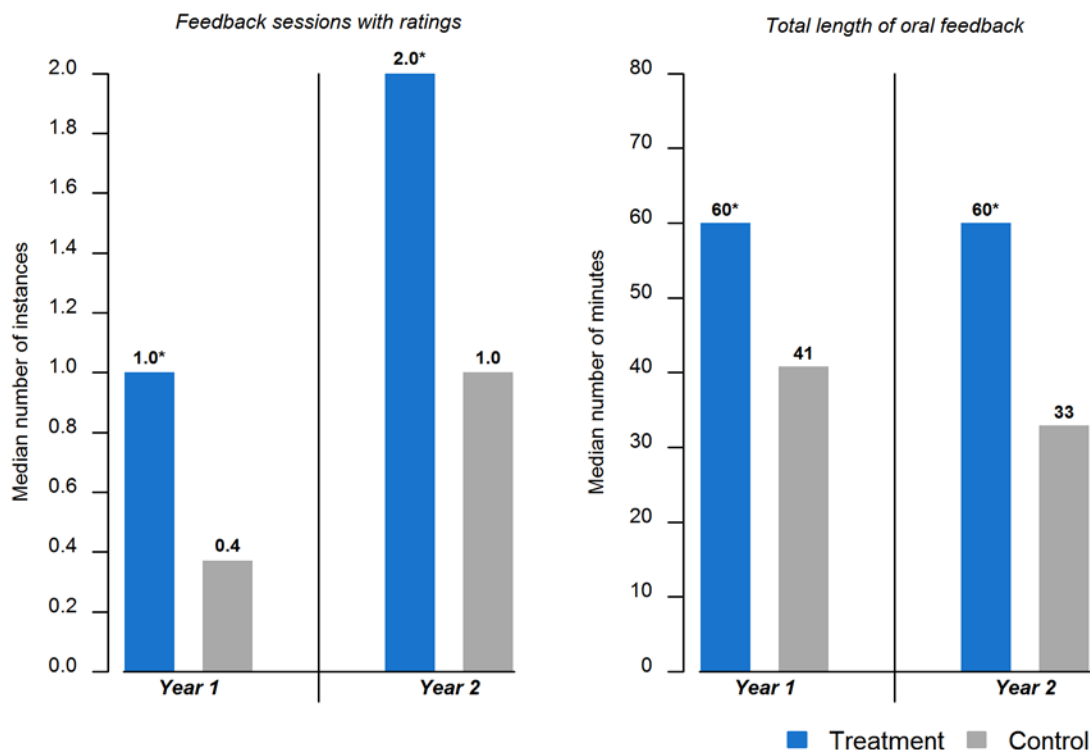 Feedback sessions with ratings
Median number of instances
2.0
1.8
1.6
1.4
1.2
1.0
0.8
0.6
0.4
0.2
0.0
1.0*
0.4
2.0*
1.0
Year 1
Year 2
Total length of oral feedback
Median number of minutes
80
70
60
50
40
30
20
10
0
60*
41
60*
33
Year 1
Year 2
Treatment
Control